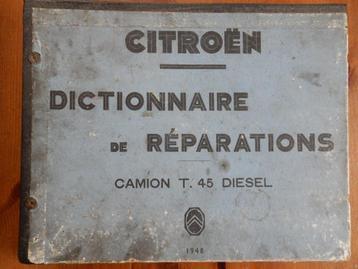 CITROËN
DICTIONNAIRE
DE RÉPARATIONS
CAMION T. 45 DIESEL
1948